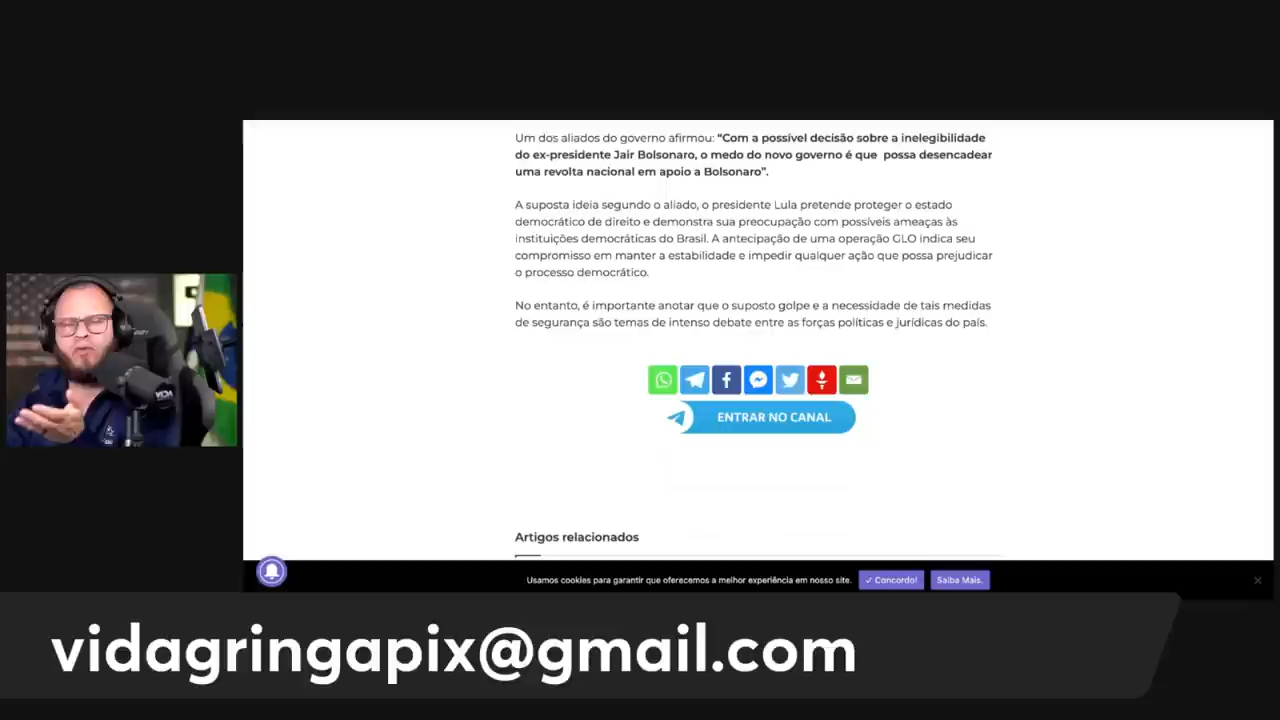 Um dos aliados do governo afirmou: “Com a possível decisão sobre a inelegibilidade
do ex-presidente Jair Bolsonaro, o medo do novo governo é que possa desencadear
uma revolta nacional em apoio a Bolsonaro”.
A suposta ideia segundo o aliado, o presidente Lula pretende proteger o estado
democrático de direito e demonstra sua preocupação com possíveis ameaças às
instituições democráticas do Brasil. A antecipação de uma operação GLO indica seu
compromisso em manter a estabilidade e impedir qualquer ação que possa prejudicar
o processo democrático.
No entanto, é importante anotar que o suposto golpe e a necessidade de tais medidas
de segurança são temas de intenso debate entre as forças políticas e jurídicas do país.
ENTRAR NO CANAL
VIDA
Artigos relacionados
Usamos cookies para garantir que oferecemos a melhor experiência em nosso site.
✓ Concordo!
Saiba Mais.
vidagringapix@gmail.com